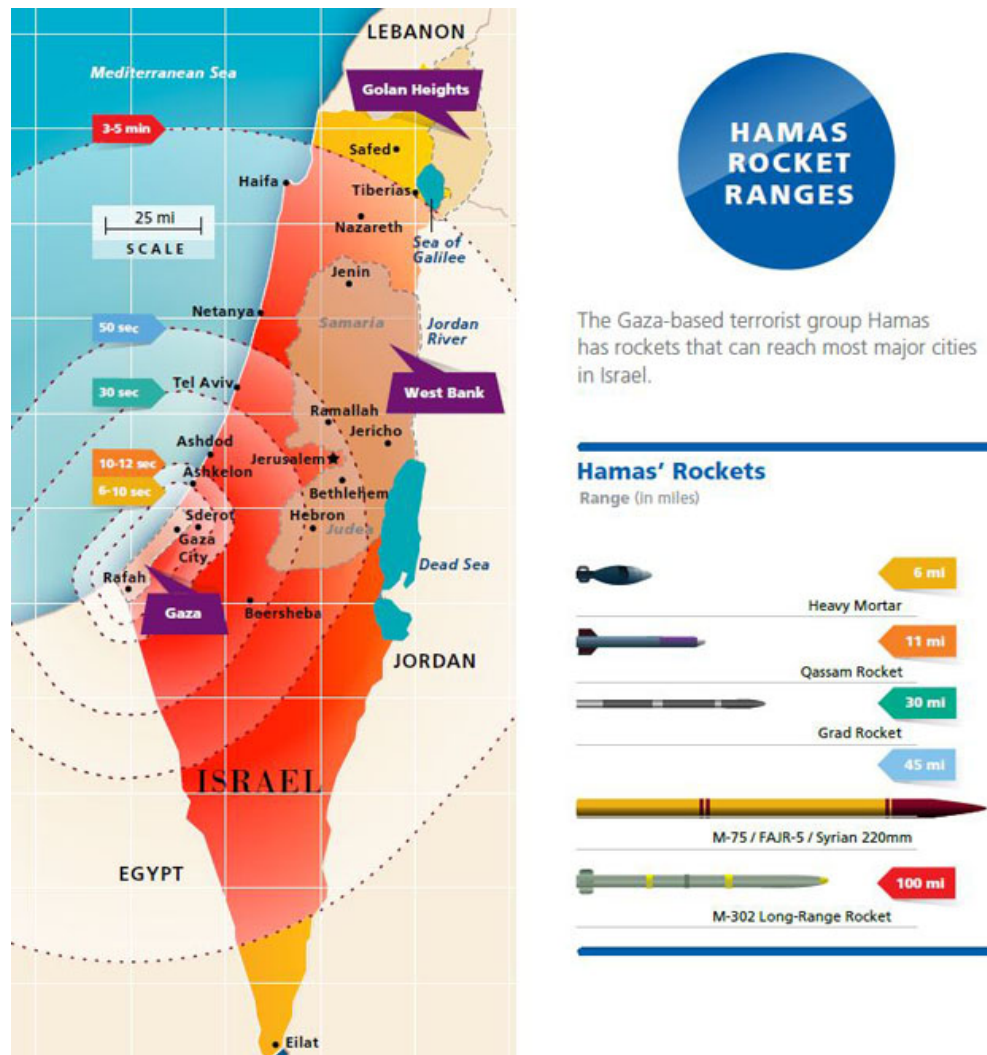 LEBANON
Mediterranean Sea
Golan Heights
3-5 min
Safed
Haifa
Tiberias
25 mi
SCALE
Nazareth
Sea of
Galilee
Jenin
Netanya
Samaria
Jordan
River
50 sec
Tel Aviv
30 sec
West Bank
Ramallah
Jericho
Ashdod
10-12 sec
Jerusalem
Ashkelon
6-10 sec
Bethlehem
Sderot
Hebron
Judea
Gaza
City
Dead Sea
Rafah
Gaza
Beersheba
JORDAN
ISRAEL
EGYPT
Eilat
HAMAS
ROCKET
RANGES
The Gaza-based terrorist group Hamas
has rockets that can reach most major cities
in Israel.
Hamas’ Rockets
Range (in miles)
6 mi
Heavy Mortar
11 mi
Qassam Rocket
30 mi
Grad Rocket
45 mi
M-75 / FAJR-5 / Syrian 220mm
100 mi
M-302 Long-Range Rocket